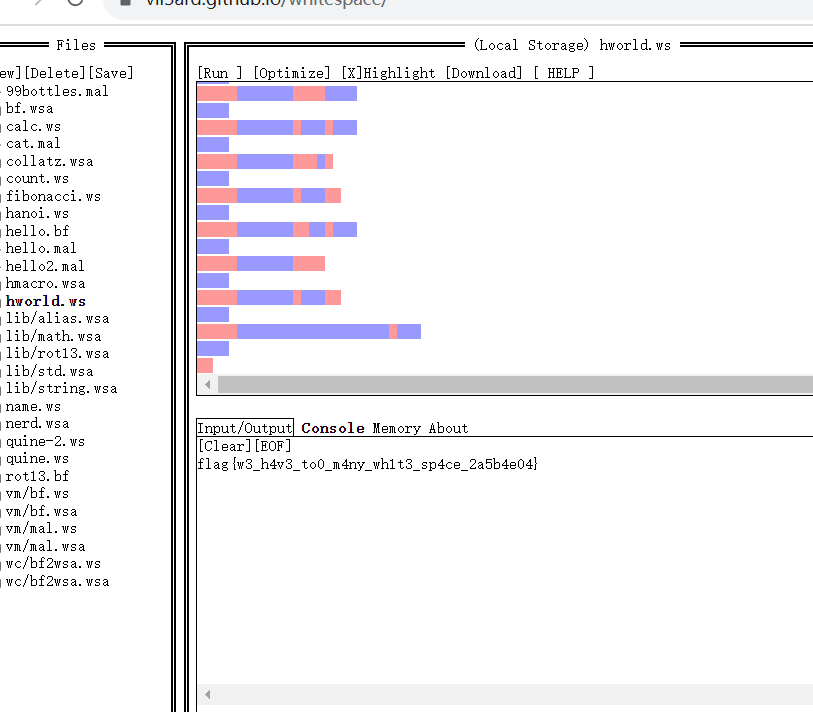 vii5ard.github.io/whitespace/
Files
ew][Delete][Save]
99bottles.mal
bf.wsa
calc.ws
cat.mal
collatz.wsa
count.ws
fibonacci.ws
hanoi.ws
hello.bf
hello.mal
hello2.mal
hmacro.wsa
hworld.ws
lib/alias.wsa
lib/math.wsa
lib/rot13.wsa
lib/std.wsa
lib/string.wsa
name.ws
nerd.wsa
quine-2.ws
quine.ws
rot13.bf
vm/bf.ws
vm/bf.wsa
vm/mal.ws
vm/mal.wsa
wc/bf2wsa.ws
wc/bf2wsa.wsa
(Local Storage) hworld.ws
[Run ] [Optimize] [X]Highlight [Download] [ HELP ]
Input/Output Console Memory About
[Clear][EOF]
flag{w3_h4v3_to0_m4ny_wh1t3_sp4ce_2a5b4e04}